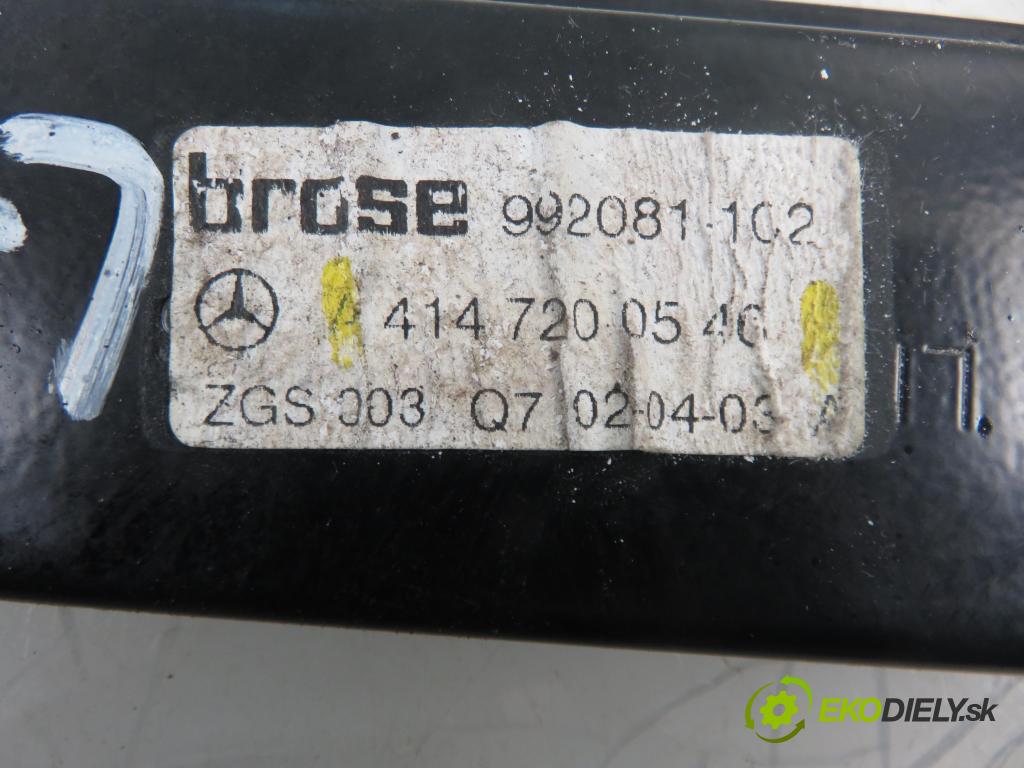 brose 992081-102
A 414 720 05 46
ZGS 003 Q7 02-04-03 A
EKODIELY.sk